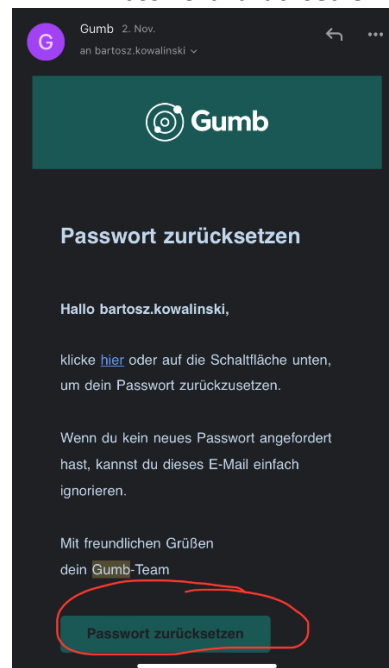 G
Gumb 2. Nov.
an bartosz.kowalinski
Gumb
Passwort zurücksetzen
Hallo bartosz.kowalinski,
klicke hier oder auf die Schaltfläche unten,
um dein Passwort zurückzusetzen.
Wenn du kein neues Passwort angefordert
hast, kannst du dieses E-Mail einfach
ignorieren.
Mit freundlichen Grüßen
dein Gumb-Team
Passwort zurücksetzen